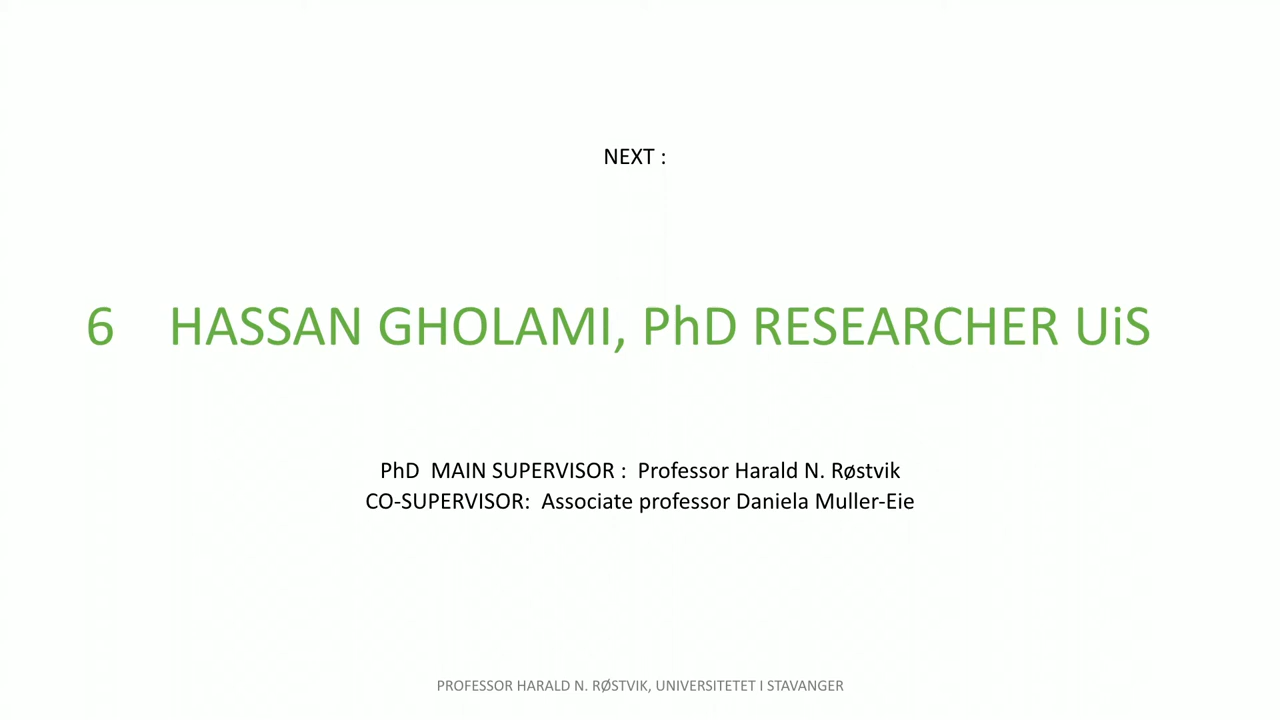 NEXT :
6 HASSAN GHOLAMI, PhD RESEARCHER UiS
PhD MAIN SUPERVISOR : Professor Harald N. Røstvik
CO-SUPERVISOR: Associate professor Daniela Muller-Eie
PROFESSOR HARALD N. RØSTVIK, UNIVERSITETET I STAVANGER